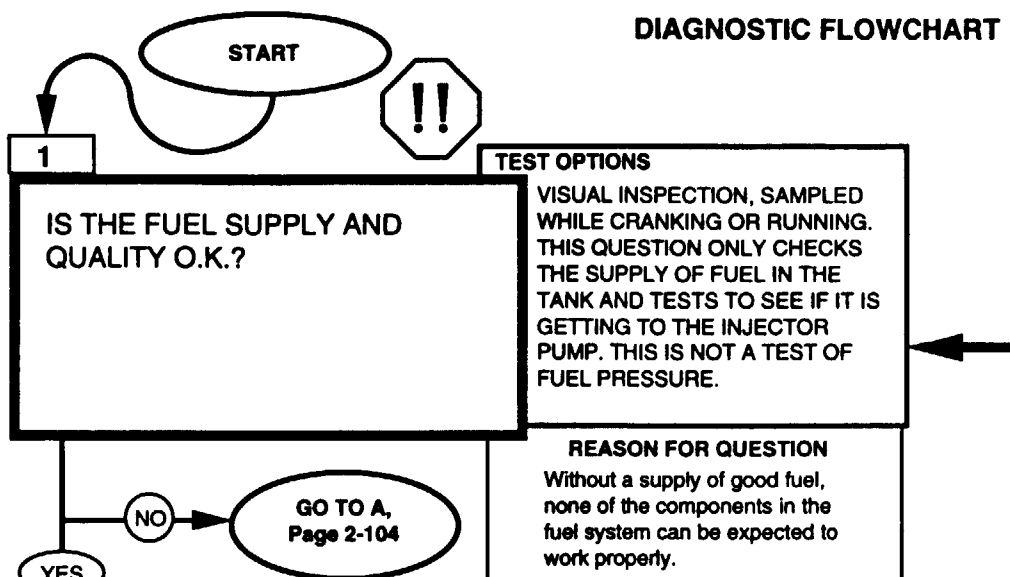 DIAGNOSTIC FLOWCHART
START
!!
1
IS THE FUEL SUPPLY AND
QUALITY O.K.?
TEST OPTIONS
VISUAL INSPECTION, SAMPLED
WHILE CRANKING OR RUNNING.
THIS QUESTION ONLY CHECKS
THE SUPPLY OF FUEL IN THE
TANK AND TESTS TO SEE IF IT IS
GETTING TO THE INJECTOR
PUMP. THIS IS NOT A TEST OF
FUEL PRESSURE.
REASON FOR QUESTION
Without a supply of good fuel,
none of the components in the
fuel system can be expected to
work properly.
NO
GO TO A,
Page 2-104
YES